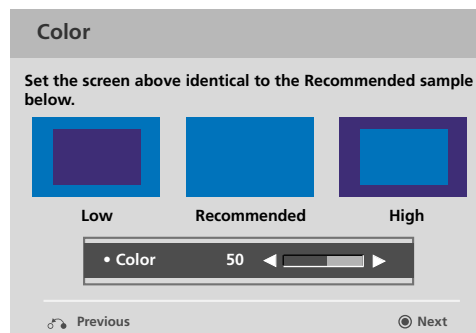 Color
Set the screen above identical to the Recommended sample
below.
Low Recommended High
• Color 50
Previous Next